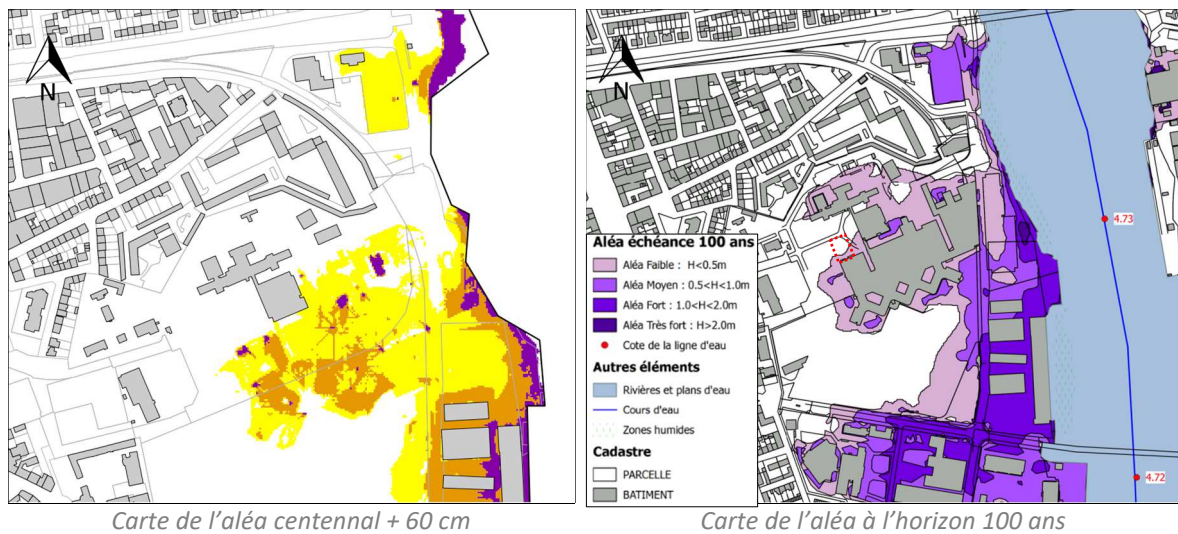 N
N
4.73
Aléa échéance 100 ans
Aléa Faible : H<0.5m
Aléa Moyen : 0.5<H<1.0m
Aléa Fort : 1.0<H<2.0m
Aléa Très fort : H>2.0m
Cote de la ligne d'eau
Autres éléments
Rivières et plans d'eau
Cours d'eau
Zones humides
Cadastre
PARCELLE
BATIMENT
4.72
Carte de l'aléa centennal + 60 cm
Carte de l'aléa à l'horizon 100 ans